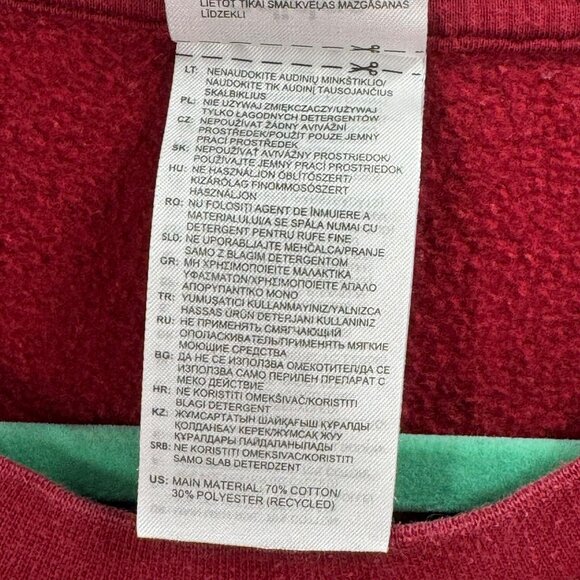 LIETOT TIKAI SMALKVEĻAS MAZGĀŠANAS
LĪDZEKLI
LT: NENAUDOKITE AUDINIŲ MINKŠTIKLIO/
NAUDOKITE TIK AUDINĮ TAUSOJANČIUS
SKALBIKLIUS
PL: NIE UŻYWAJ ZMIĘKCZACZY/UŻYWAJ
TYLKO ŁAGODNYCH DETERGENTÓW
CZ: NEPOUŽÍVAT ŽÁDNÝ AVIVÁŽNÍ
PROSTŘEDEK/POUŽÍT POUZE JEMNÝ
PRACÍ PROSTŘEDEK
SK: NEPOUŽÍVAŤ AVIVÁŽNY PROSTRIEDOK/
POUŽÍVAJTE JEMNÝ PRACÍ PROSTRIEDOK
HU: NE HASZNÁLJON ÖBLÍTŐSZERT/
KIZÁRÓLAG FINOMMOSÓSZERT
HASZNÁLJON
RO: NU FOLOSIȚI AGENT DE ÎNMUIERE A
MATERIALULUI/A SE SPĂLA NUMAI CU
DETERGENT PENTRU RUFE FINE
SLO: NE UPORABLJAJTE MEHČALCA/PRANJE
SAMO Z BLAGIM DETERGENTOM
GR: ΜΗ ΧΡΗΣΙΜΟΠΟΙΕΙΤΕ ΜΑΛΑΚΤΙΚΑ
ΥΦΑΣΜΑΤΩΝ/ΧΡΗΣΙΜΟΠΟΙΕΙΤΕ ΑΠΑΛΟ
ΑΠΟΡΥΠΑΝΤΙΚΟ ΜΟΝΟ
TR: YUMUŞATICI KULLANMAYINIZ/YALNIZCA
HASSAS ÜRÜN DETERJANI KULLANINIZ
RU: НЕ ПРИМЕНЯТЬ СМЯГЧАЮЩИЙ
ОПОЛАСКИВАТЕЛЬ/ПРИМЕНЯТЬ МЯГКИЕ
МОЮЩИЕ СРЕДСТВА
BG: ДА НЕ СЕ ИЗПОЛЗВА ОМЕКОТИТЕЛ/ДА СЕ
ИЗПОЛЗВА САМО ПЕРИЛЕН ПРЕПАРАТ С
МЕКО ДЕЙСТВИЕ
HR: NE KORISTITI OMEKŠIVAČ/KORISTITI
BLAGI DETERGENT
KZ: ЖҰМСАРТАТЫН ШАЙҚАҒЫШ ҚҰРАЛДЫ
ҚОЛДАНБАУ КЕРЕК/ЖҰМСАҚ ЖУУ
ҚҰРАЛДАРЫ ПАЙДАЛАНЫЛАДЫ
SRB: NE KORISTITI OMEKSIVAC/KORISTITI
SAMO SLAB DETERDZENT
US: MAIN MATERIAL: 70% COTTON/
30% POLYESTER (RECYCLED)